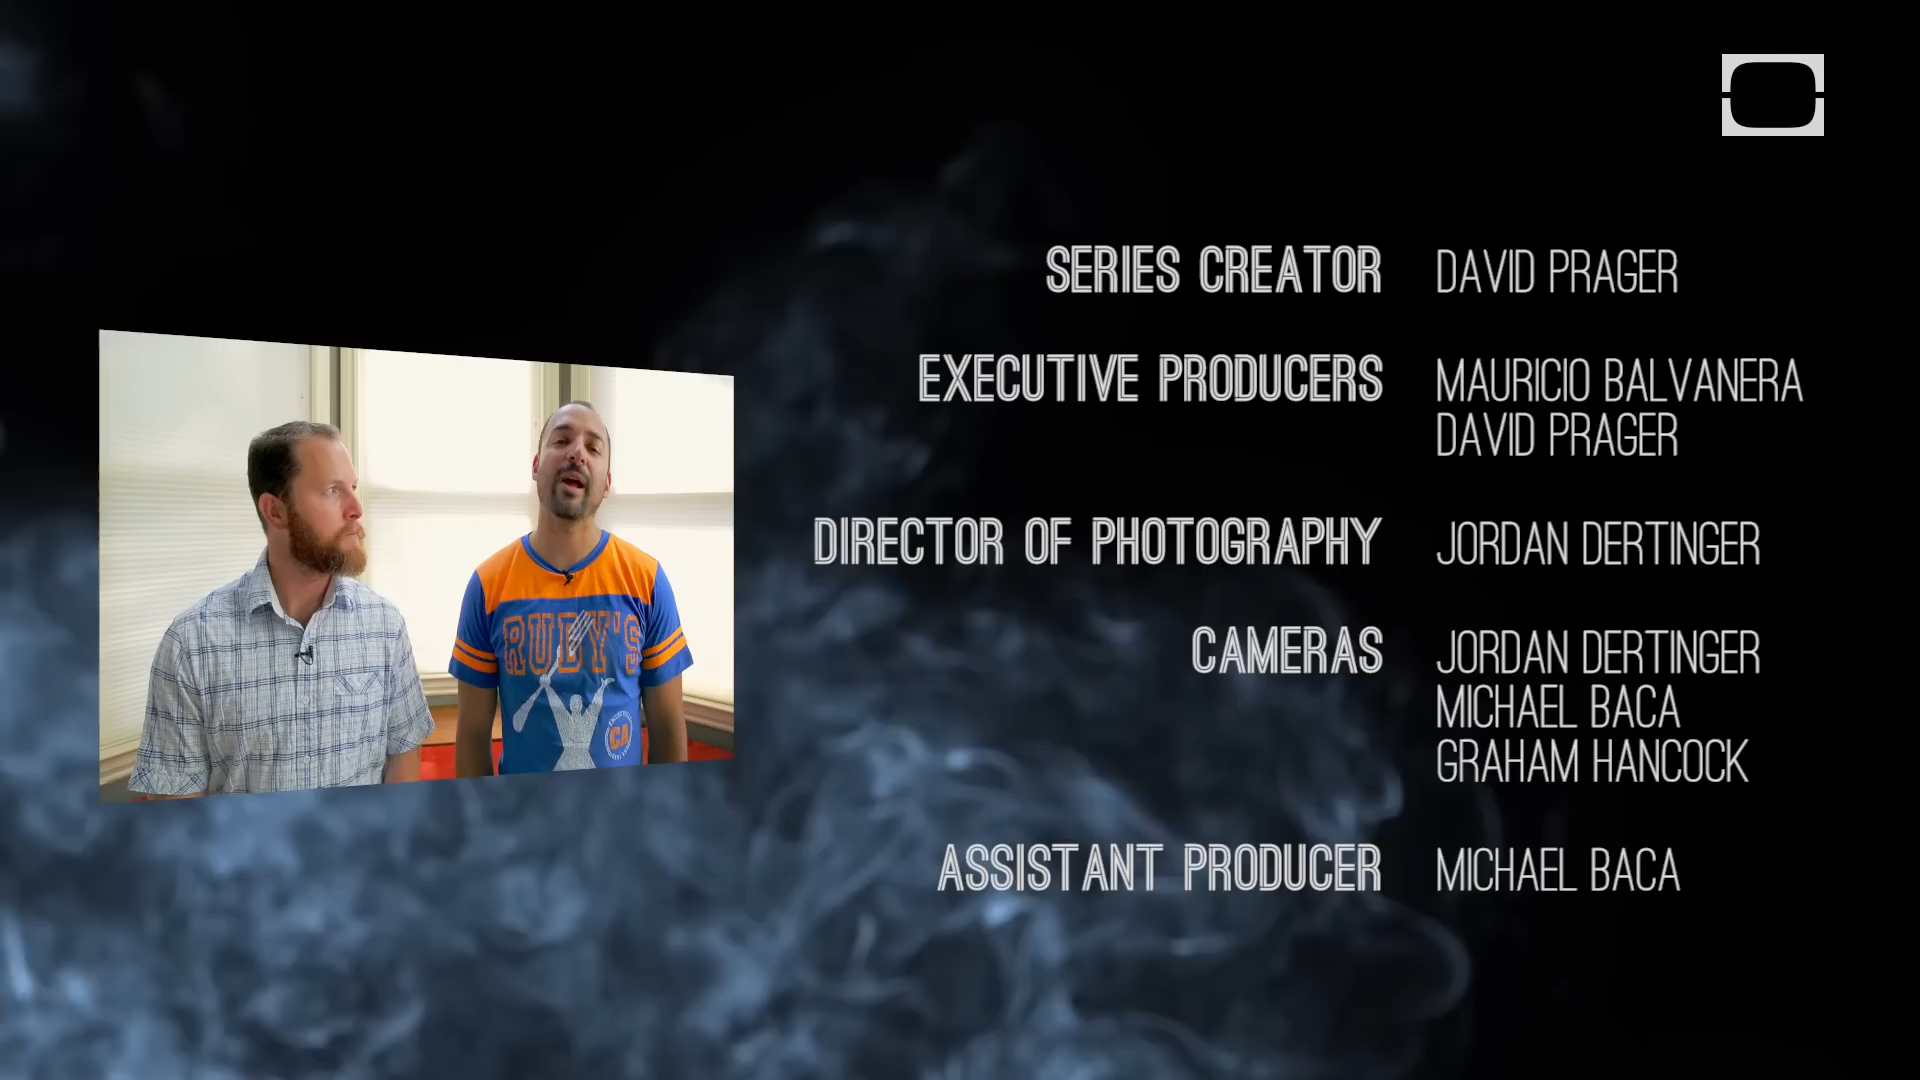 SERIES CREATOR DAVID PRAGER
EXECUTIVE PRODUCERS MAURICIO BALVANERA
DAVID PRAGER
DIRECTOR OF PHOTOGRAPHY JORDAN DERTINGER
CAMERAS JORDAN DERTINGER
MICHAEL BACA
GRAHAM HANCOCK
ASSISTANT PRODUCER MICHAEL BACA
RUDY'S
CA